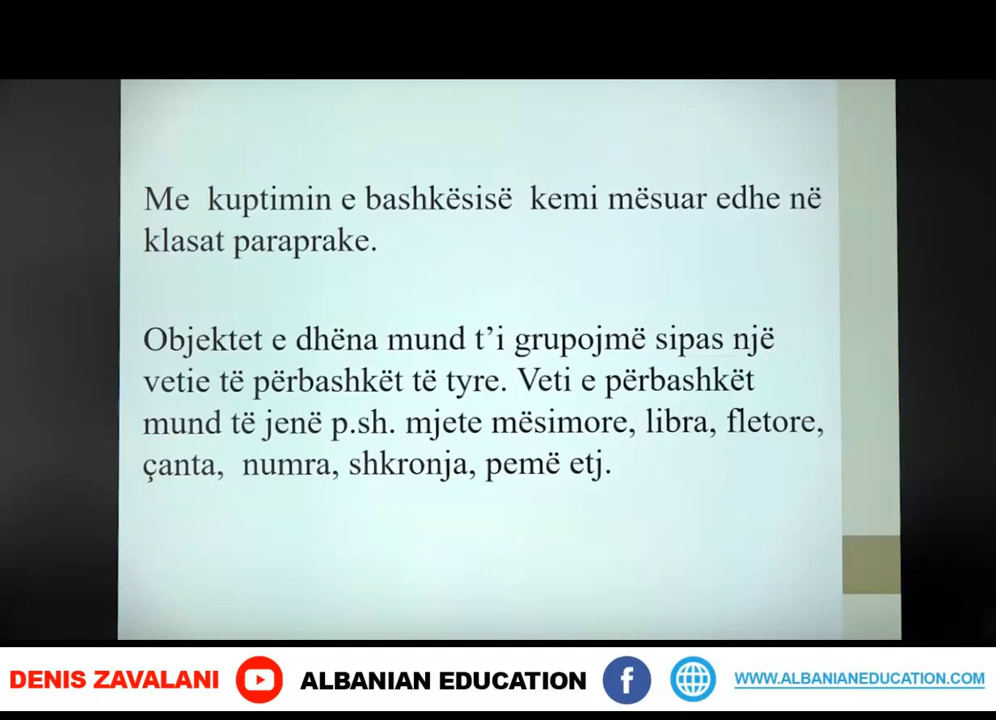 Me kuptimin e bashkësisë kemi mësuar edhe në
klasat paraprake.
Objektet e dhëna mund t'i grupojmë sipas një
vetie të përbashkët të tyre. Veti e përbashkët
mund të jenë p.sh. mjete mësimore, libra, fletore,
çanta, numra, shkronja, pemë etj.
DENIS ZAVALANI ALBANIAN EDUCATION f WWW.ALBANIANEDUCATION.COM